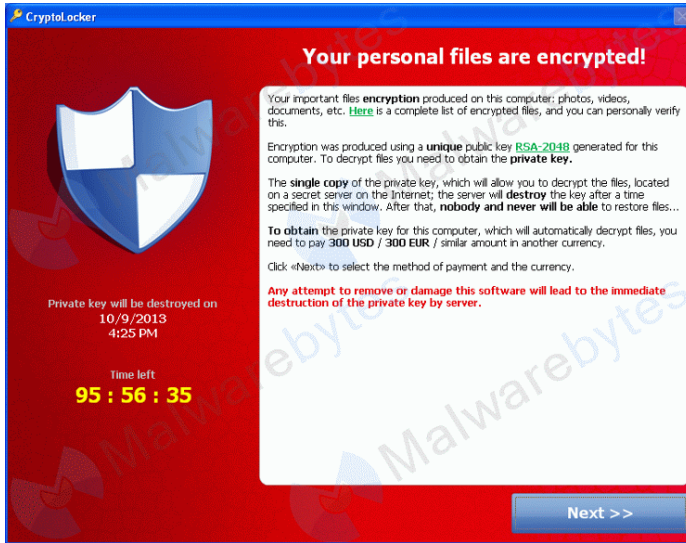 CryptoLocker
Your personal files are encrypted!
Your important files encryption produced on this computer: photos, videos,
documents, etc. Here is a complete list of encrypted files, and you can personally verify
this.
Encryption was produced using a unique public key RSA-2048 generated for this
computer. To decrypt files you need to obtain the private key.
The single copy of the private key, which will allow you to decrypt the files, located
on a secret server on the Internet; the server will destroy the key after a time
specified in this window. After that, nobody and never will be able to restore files...
To obtain the private key for this computer, which will automatically decrypt files, you
need to pay 300 USD / 300 EUR / similar amount in another currency.
Click «Next» to select the method of payment and the currency.
Any attempt to remove or damage this software will lead to the immediate
destruction of the private key by server.
Private key will be destroyed on
10/9/2013
4:25 PM
Time left
95 : 56 : 35
Next >>
Malwarebytes
Malwarebytes
Malwarebytes
Malwarebytes